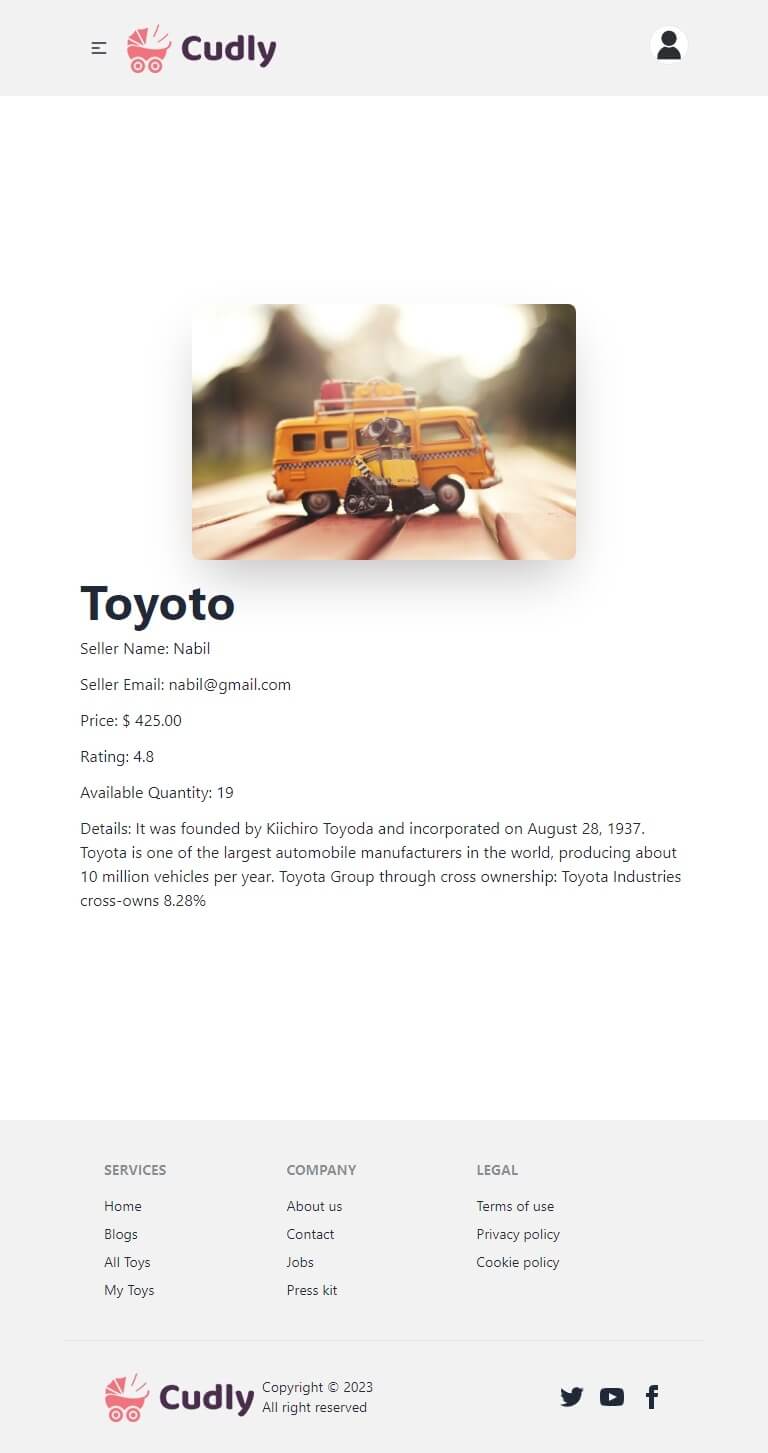 Cudly
Toyoto
Seller Name: Nabil
Seller Email: nabil@gmail.com
Price: $ 425.00
Rating: 4.8
Available Quantity: 19
Details: It was founded by Kiichiro Toyoda and incorporated on August 28, 1937.
Toyota is one of the largest automobile manufacturers in the world, producing about
10 million vehicles per year. Toyota Group through cross ownership: Toyota Industries
cross-owns 8.28%
SERVICES
Home
Blogs
All Toys
My Toys
COMPANY
About us
Contact
Jobs
Press kit
LEGAL
Terms of use
Privacy policy
Cookie policy
Cudly
Copyright © 2023
All right reserved